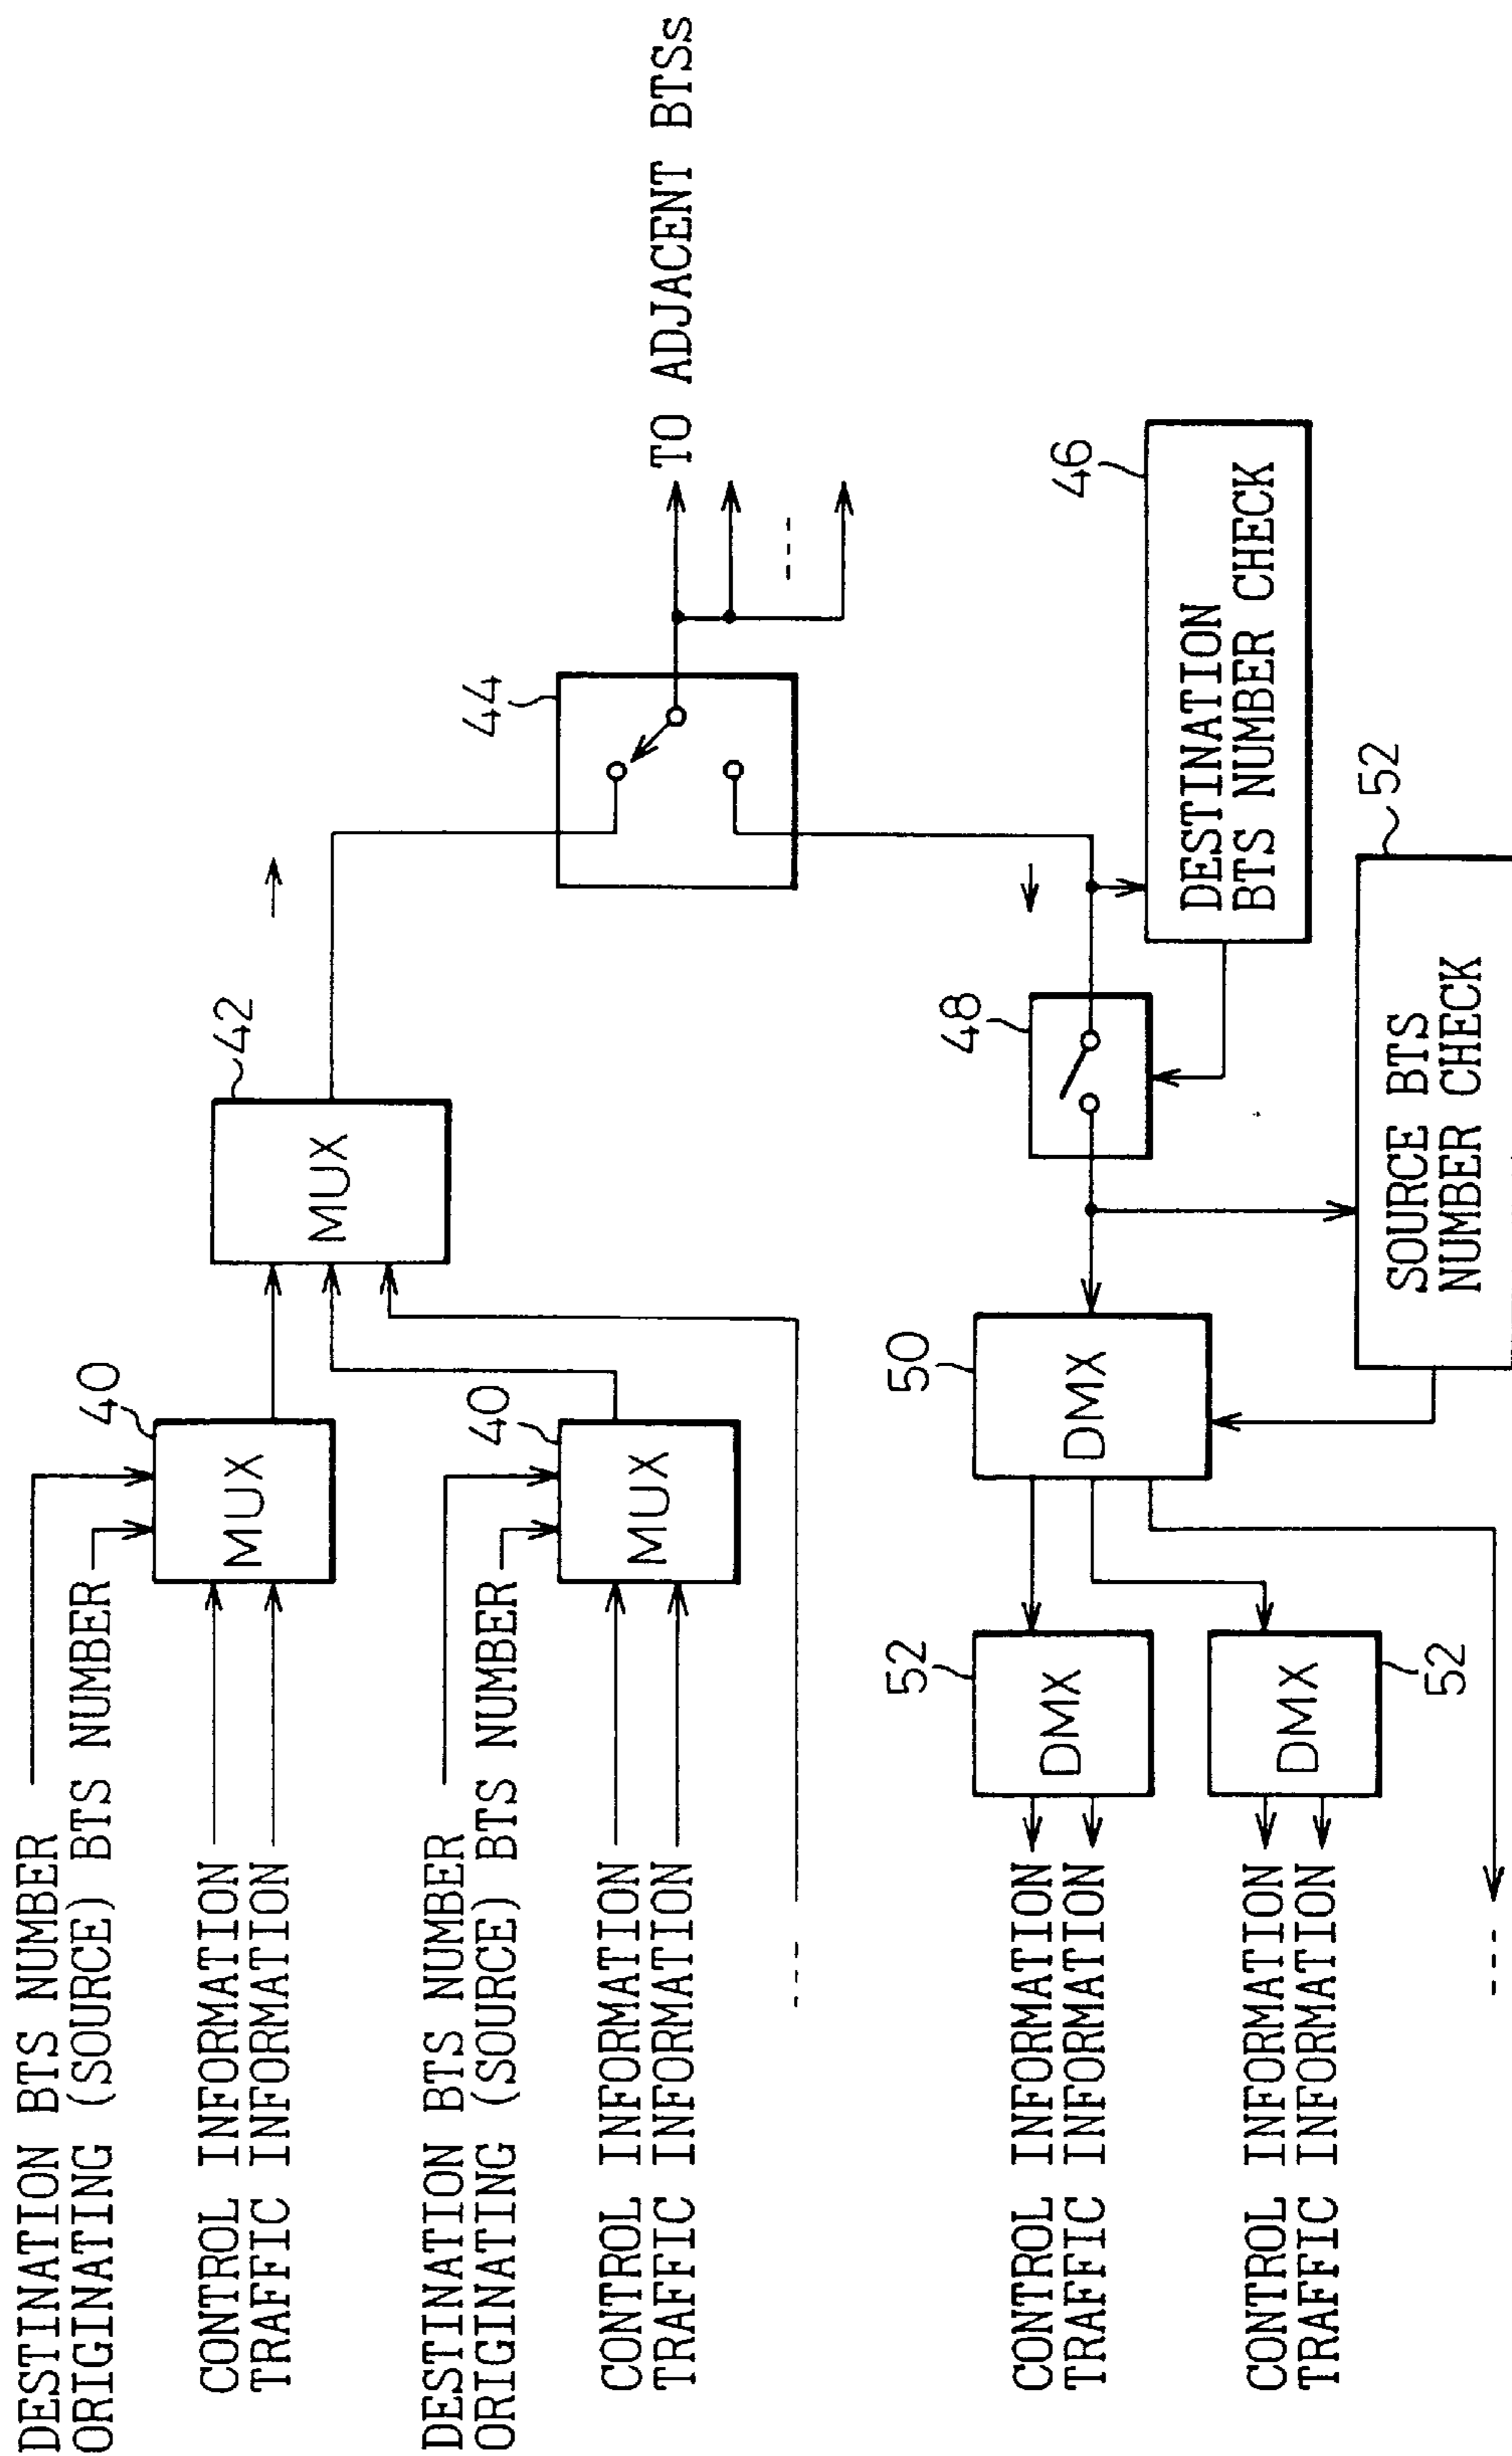 DESTINATION BTS NUMBER
ORIGINATING (SOURCE) BTS NUMBER
40
MUX
CONTROL INFORMATION
TRAFFIC INFORMATION
42
MUX
DESTINATION BTS NUMBER
ORIGINATING (SOURCE) BTS NUMBER
40
MUX
CONTROL INFORMATION
TRAFFIC INFORMATION
44
TO ADJACENT BTSs
CONTROL INFORMATION
TRAFFIC INFORMATION
52
DMX
50
DMX
48
46
DESTINATION
BTS NUMBER CHECK
CONTROL INFORMATION
TRAFFIC INFORMATION
DMX
52
52
SOURCE BTS
NUMBER CHECK